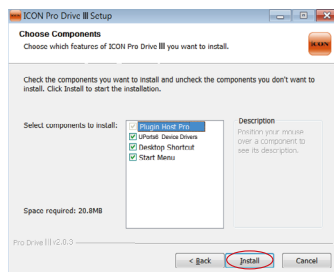 ICON Pro Drive III Setup
Choose Components
Choose which features of ICON Pro Drive III you want to install.
ICON
Check the components you want to install and uncheck the components you don't want to
install. Click Install to start the installation.
Select components to install:
Plugin Host Pro
UPorts6 Device Drivers
Desktop Shortcut
Start Menu
Description
Position your mouse
over a component to
see its description.
Space required: 20.8MB
Pro Drive III V2.0.3
< Back
Install
Cancel